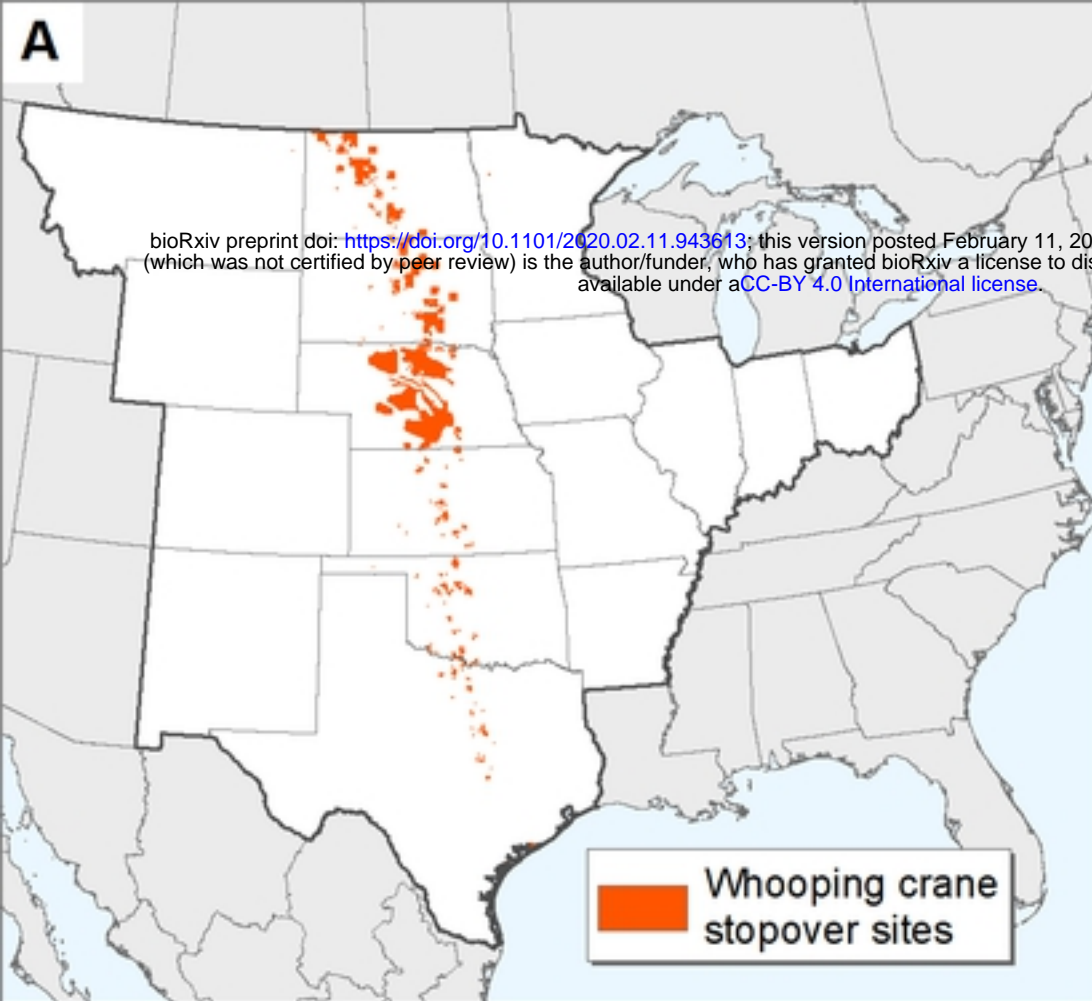 A
bioRxiv preprint doi: https://doi.org/10.1101/2020.02.11.943613; this version posted February 11, 20
(which was not certified by peer review) is the author/funder, who has granted bioRxiv a license to dis
available under aCC-BY 4.0 International license.
Whooping crane
stopover sites